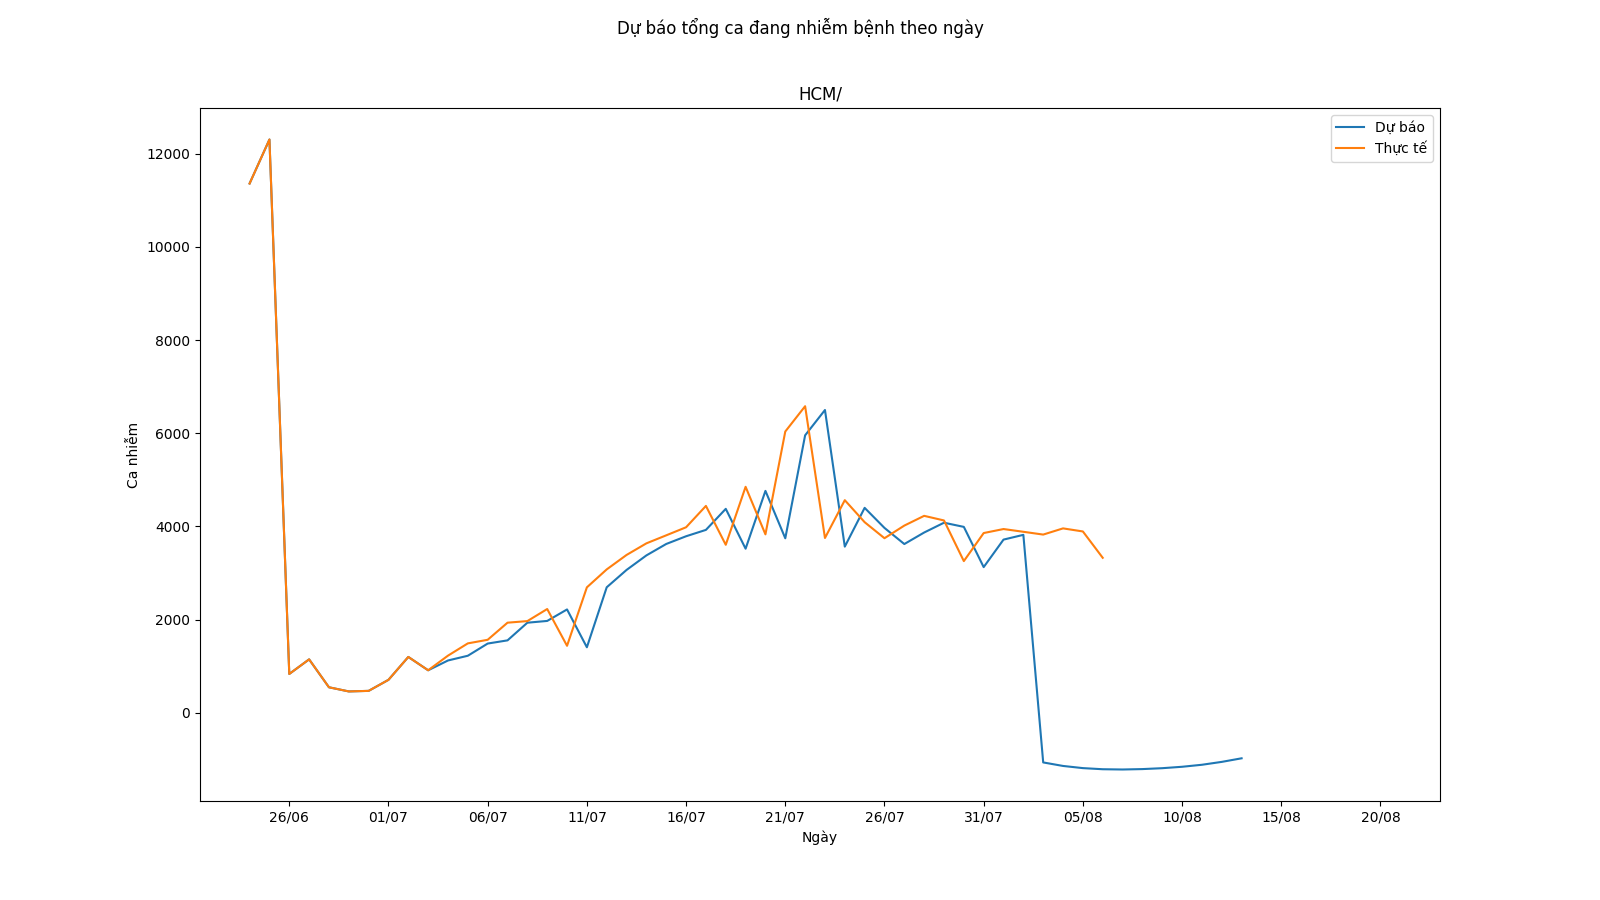 Dự báo tổng ca đang nhiễm bệnh theo ngày
HCM/
Dự báo
Thực tế
12000
10000
8000
6000
4000
2000
0
Ca nhiễm
26/06 01/07 06/07 11/07 16/07 21/07 26/07 31/07 05/08 10/08 15/08 20/08
Ngày